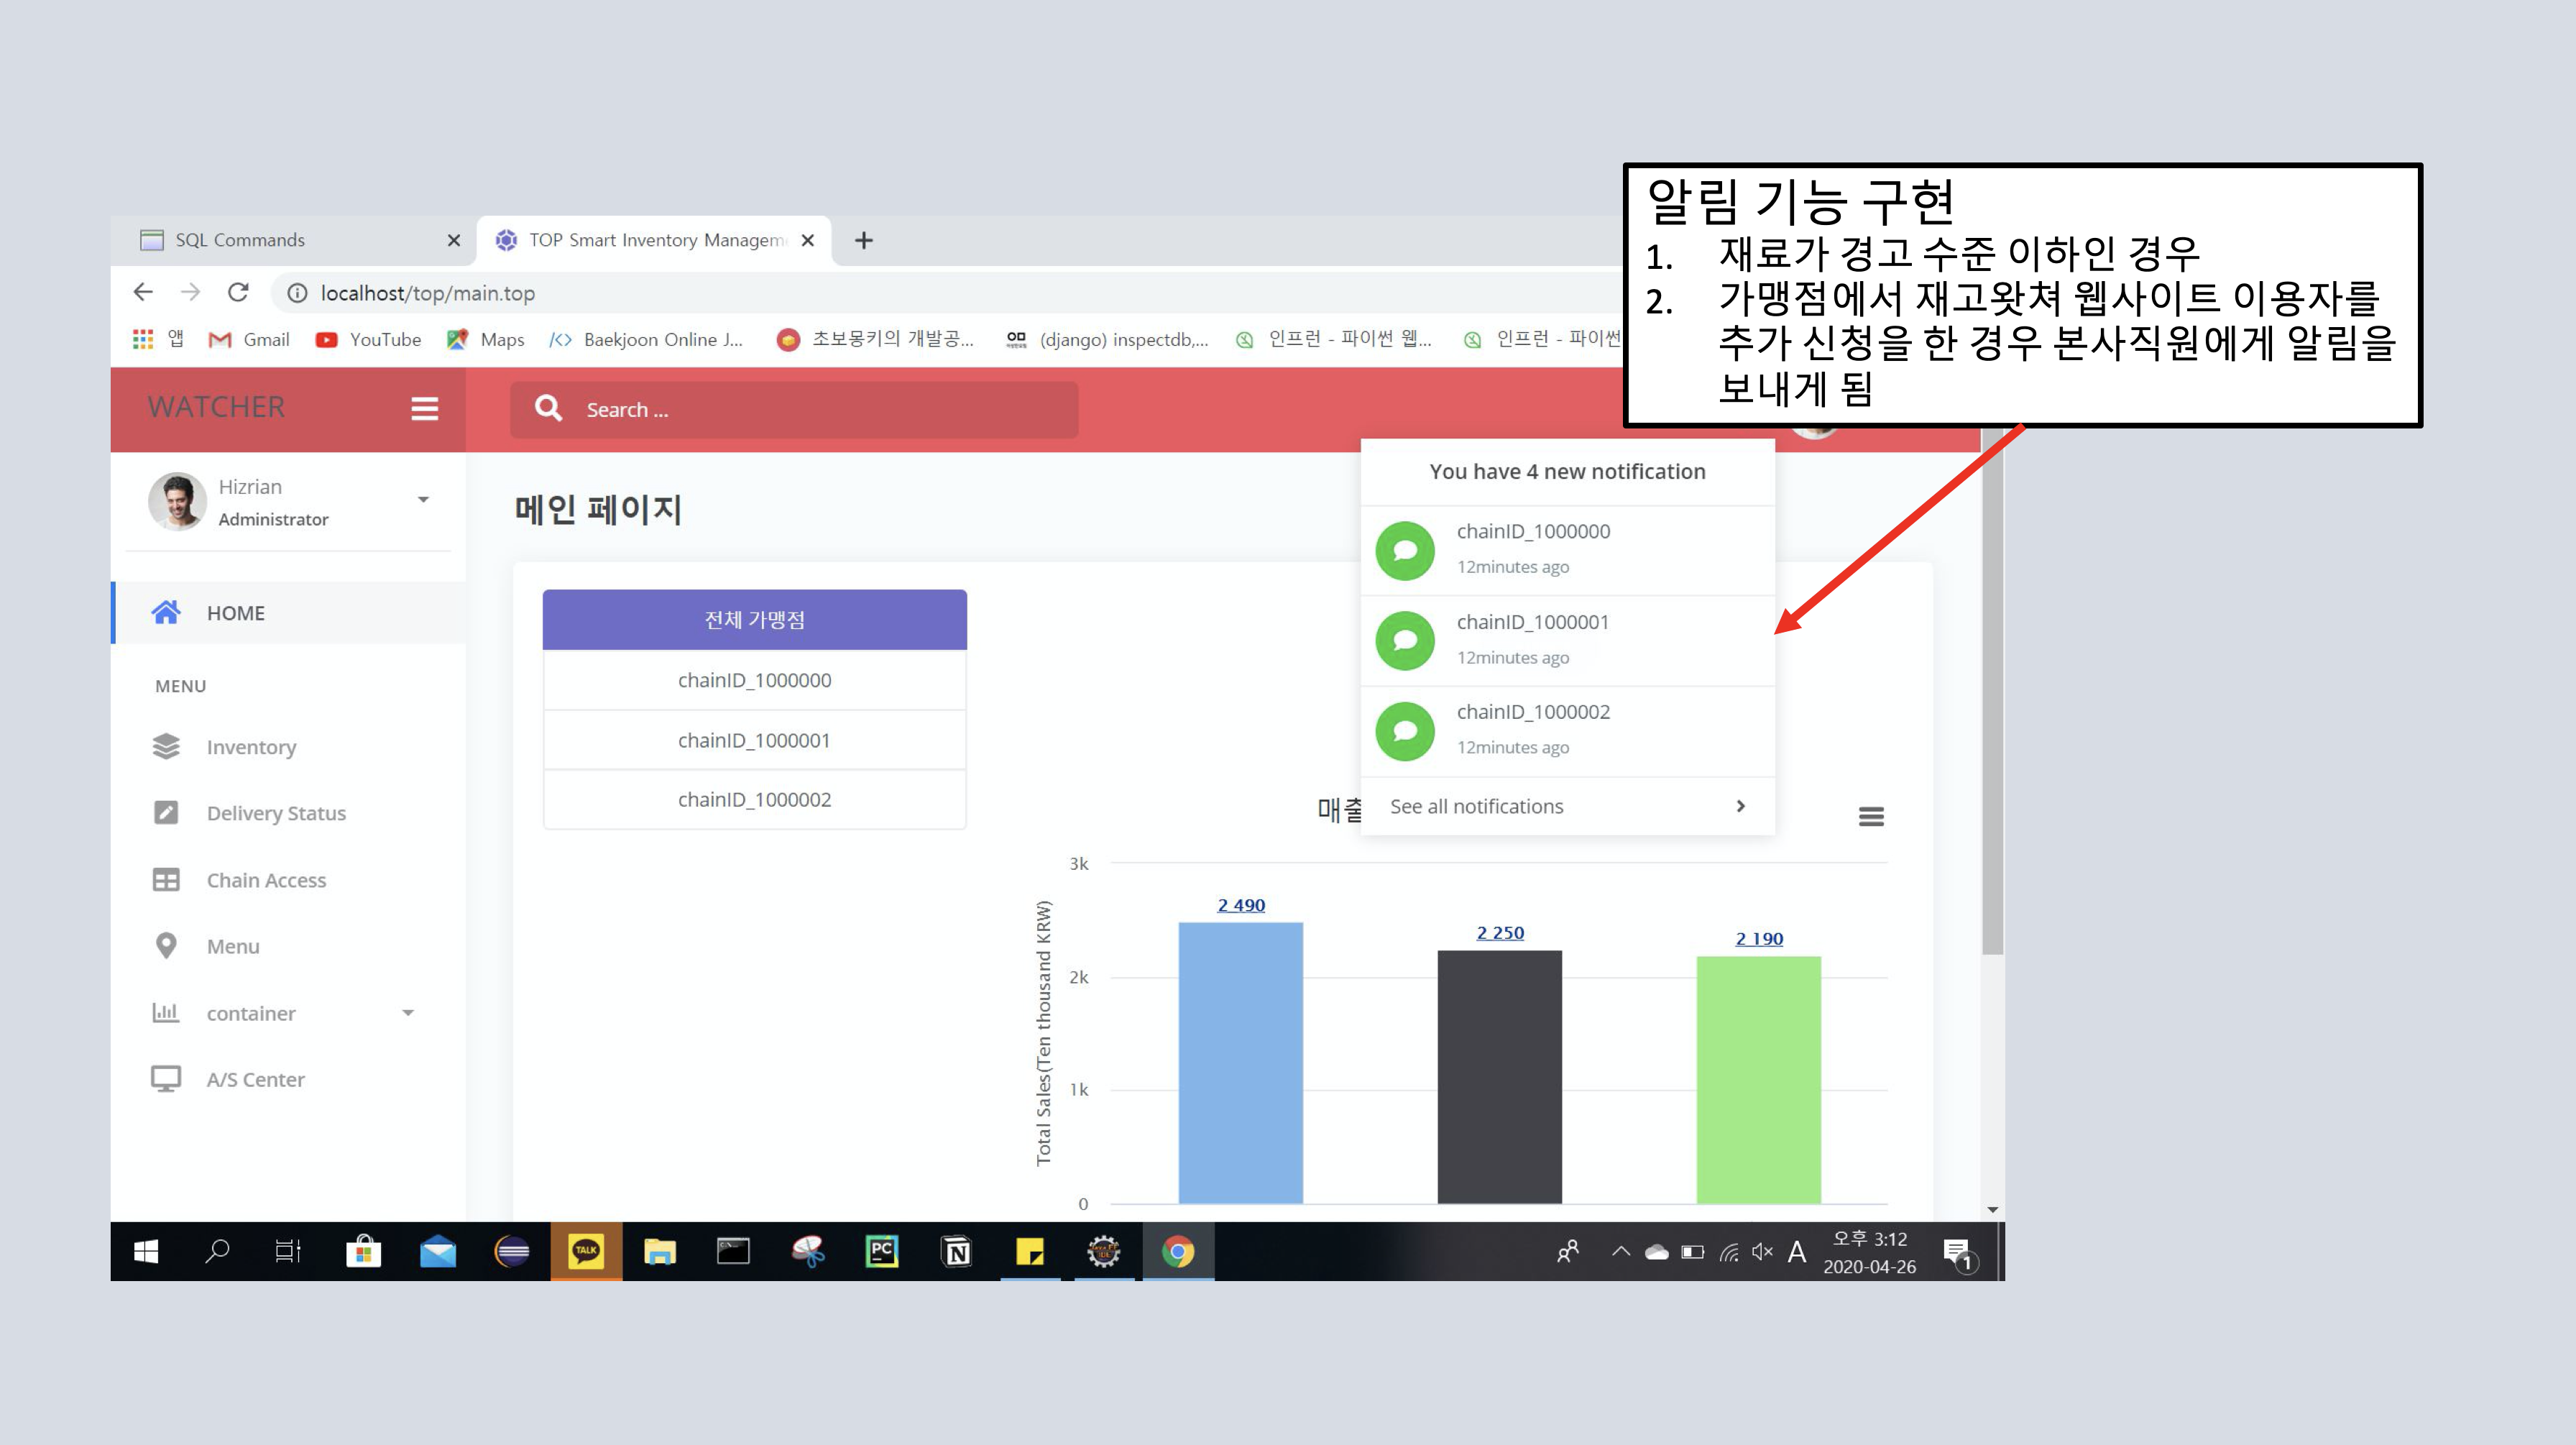 알림 기능 구현
1. 재료가 경고 수준 이하인 경우
2. 가맹점에서 재고왓쳐 웹사이트 이용자를
추가 신청을 한 경우 본사직원에게 알림을
보내게 됨
SQL Commands
TOP Smart Inventory Managem
localhost/top/main.top
앱
Gmail
YouTube
Maps
Baekjoon Online J...
초보몽키의 개발공...
(django) inspectdb,...
인프런 - 파이썬 웹...
인프런 - 파이썬
WATCHER
Search ...
Hizrian
Administrator
HOME
MENU
Inventory
Delivery Status
Chain Access
Menu
container
A/S Center
메인 페이지
전체 가맹점
chainID_1000000
chainID_1000001
chainID_1000002
You have 4 new notification
chainID_1000000
12minutes ago
chainID_1000001
12minutes ago
chainID_1000002
12minutes ago
See all notifications
매출
Total Sales(Ten thousand KRW)
3k
2k
1k
0
2 490
2 250
2 190
TALK
PC
N
A
오후 3:12
2020-04-26
1